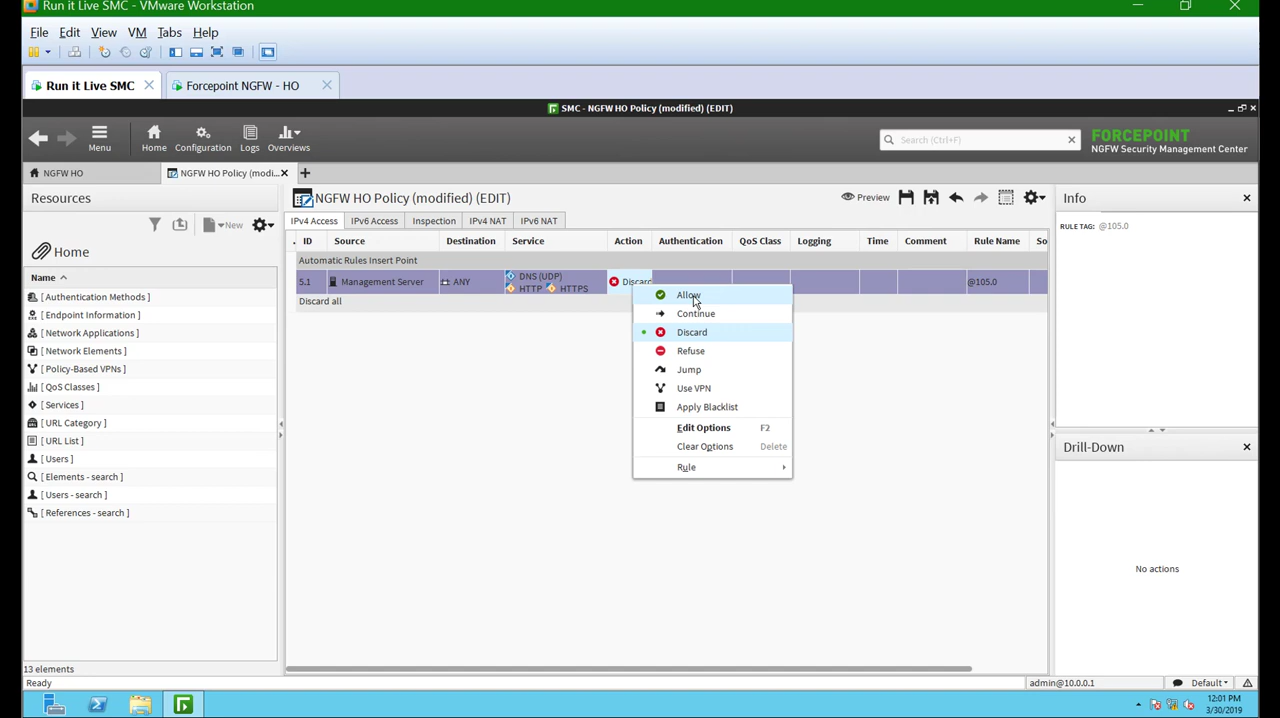 Run it Live SMC - VMware Workstation
File Edit View VM Tabs Help
Run it Live SMC
Forcepoint NGFW - HO
SMC - NGFW HO Policy (modified) (EDIT)
Menu Home Configuration Logs Overviews
Search (Ctrl+F)
FORCEPOINT
NGFW Security Management Center
NGFW HO
NGFW HO Policy (modi...
Resources
New
Home
Name
[ Authentication Methods ]
[ Endpoint Information ]
[ Network Applications ]
[ Network Elements ]
[ Policy-Based VPNs ]
[ QoS Classes ]
[ Services ]
[ URL Category ]
[ URL List ]
[ Users ]
[ Elements - search ]
[ Users - search ]
[ References - search ]
13 elements
NGFW HO Policy (modified) (EDIT)
Preview
IPv4 Access IPv6 Access Inspection IPv4 NAT IPv6 NAT
. ID Source Destination Service Action Authentication QoS Class Logging Time Comment Rule Name So
Automatic Rules Insert Point
5.1 Management Server ANY DNS (UDP) HTTP HTTPS Discard @105.0
Discard all
Allow
Continue
Discard
Refuse
Jump
Use VPN
Apply Blacklist
Edit Options F2
Clear Options Delete
Rule
Info
RULE TAG: @105.0
Drill-Down
No actions
Ready
admin@10.0.0.1
Default
12:01 PM
3/30/2019